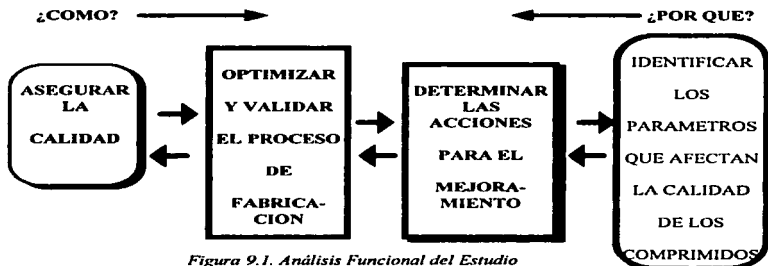 ¿COMO?
¿POR QUE?
ASEGURAR
LA
CALIDAD
OPTIMIZAR
Y VALIDAR
EL PROCESO
DE
FABRICA-
CION
DETERMINAR
LAS
ACCIONES
PARA EL
MEJORA-
MIENTO
IDENTIFICAR
LOS
PARAMETROS
QUE AFECTAN
LA CALIDAD
DE LOS
COMPRIMIDOS
Figura 9.1. Análisis Funcional del Estudio